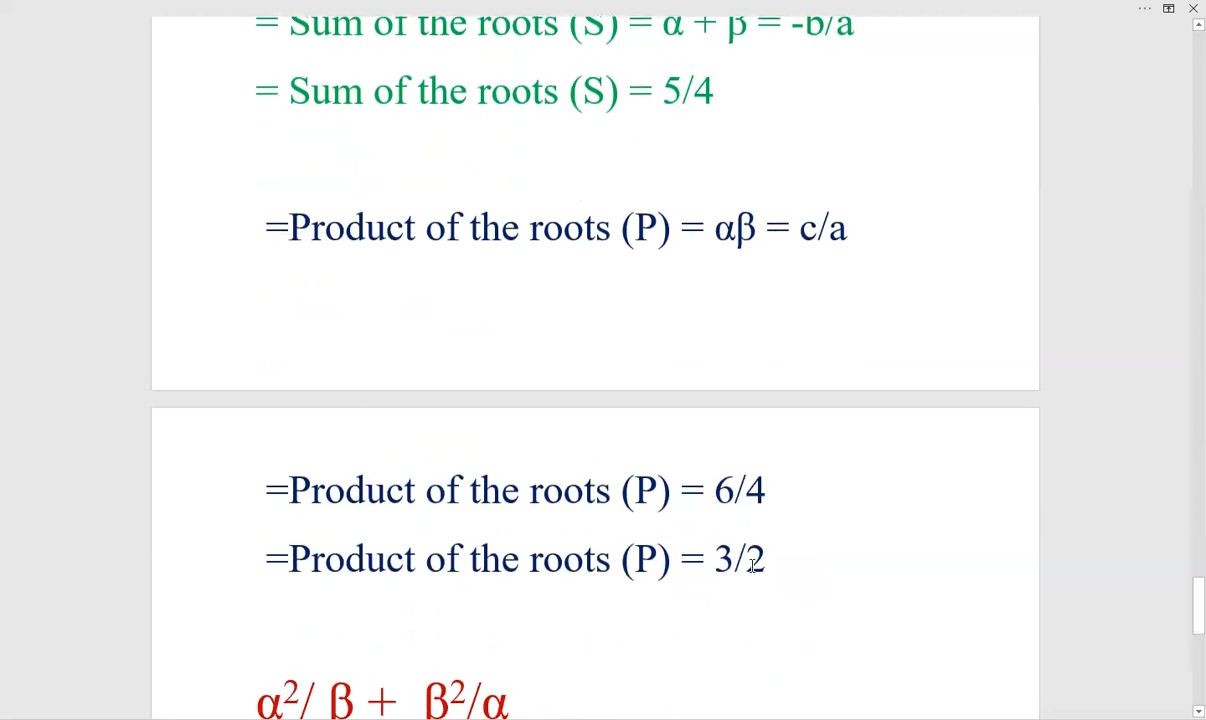 = Sum of the roots (S) = α + β = -b/a
= Sum of the roots (S) = 5/4
=Product of the roots (P) = αβ = c/a
=Product of the roots (P) = 6/4
=Product of the roots (P) = 3/2
α²/ β + β²/α